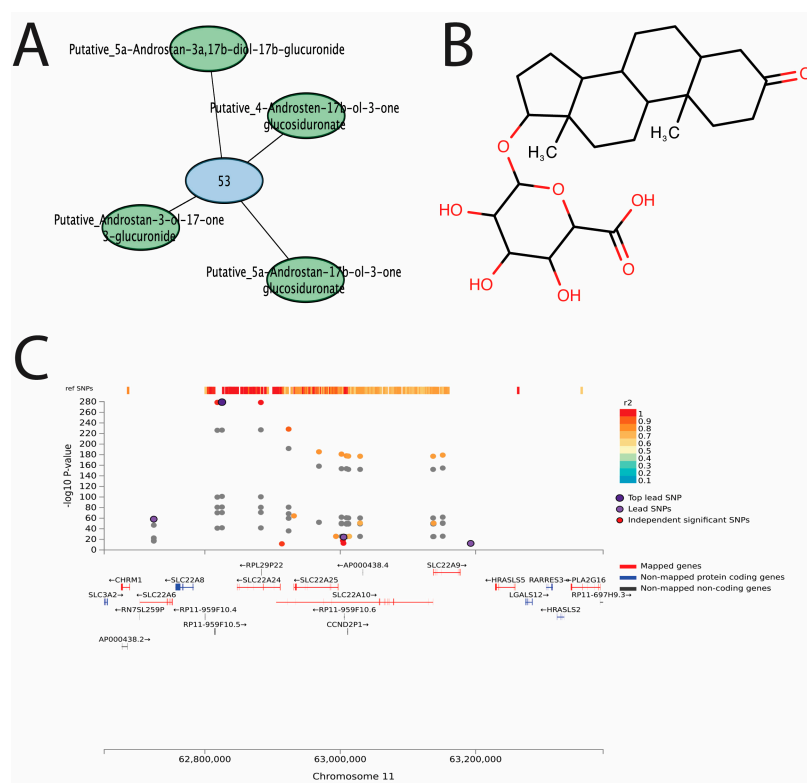 A
Putative_5a-Androstan-3a,17b-diol-17b-glucuronide
Putative_4-Androsten-17b-ol-3-one
glucosiduronate
53
Putative_Androstan-3-ol-17-one
3-glucuronide
Putative_5a-Androstan-17b-ol-3-one
glucosiduronate
B
O
H₃C
H₃C
O
O
HO
OH
HO
OH
O
C
ref SNPs
-log10 P-value
280
260
240
220
200
180
160
140
120
100
80
60
40
20
0
r2
1
0.9
0.8
0.7
0.6
0.5
0.4
0.3
0.2
0.1
Top lead SNP
Lead SNPs
Independent significant SNPs
←RPL29P22
←AP000438.4
SLC22A9→
←CHRM1
←SLC22A8
←SLC22A24
←SLC22A25
←HRASLS5
RARRES3→
←PLA2G16
SLC3A2→
←SLC22A6
SLC22A10→
LGALS12→
RP11-697H9.3→
←RN7SL259P
←RP11-959F10.4
←RP11-959F10.6
←HRASLS2
RP11-959F10.5→
CCND2P1→
AP000438.2→
Mapped genes
Non-mapped protein coding genes
Non-mapped non-coding genes
62,800,000
63,000,000
63,200,000
Chromosome 11